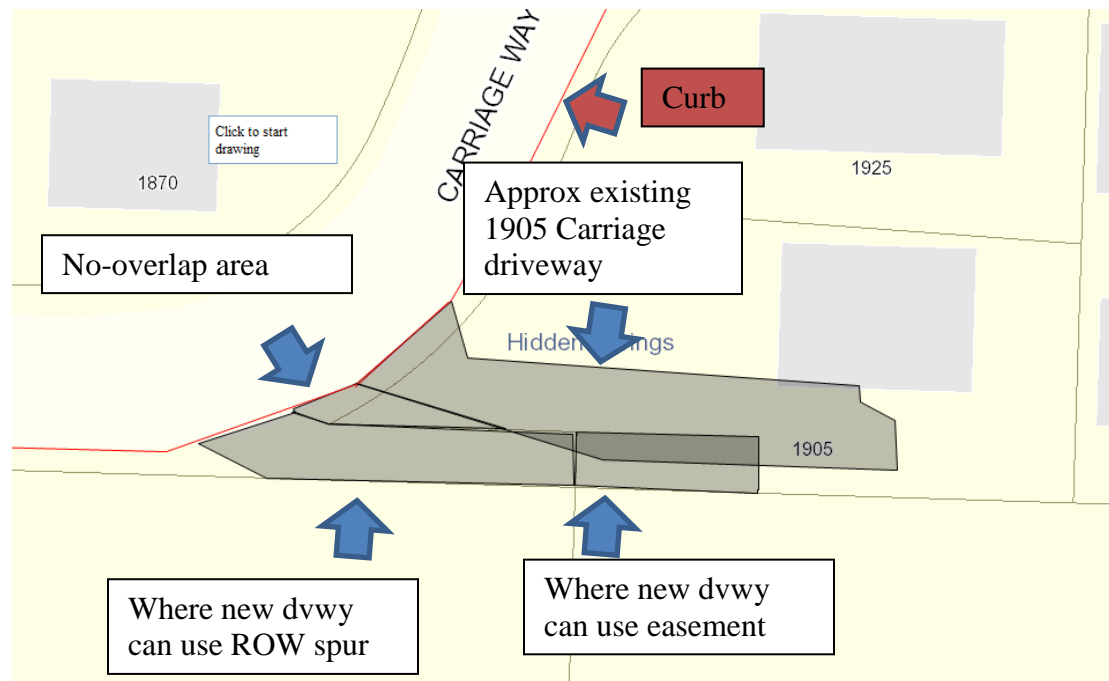 CARRIAGE WAY
Curb
Click to start
drawing
1870
1925
Approx existing
1905 Carriage
driveway
No-overlap area
Hidden
ngs
1905
Where new dvwy
can use ROW spur
Where new dvwy
can use easement